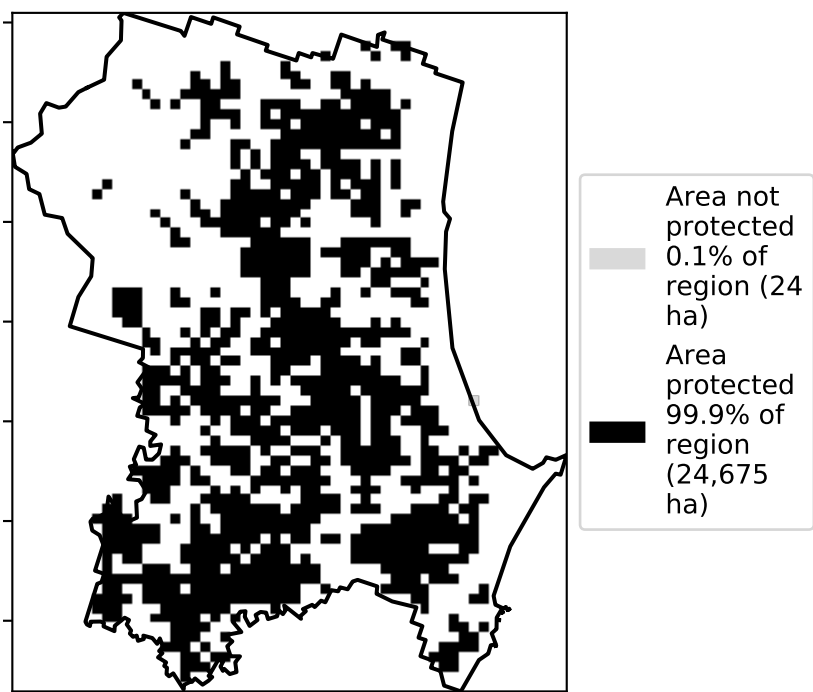 Area not
protected
0.1% of
region (24
ha)
Area
protected
99.9% of
region
(24,675
ha)